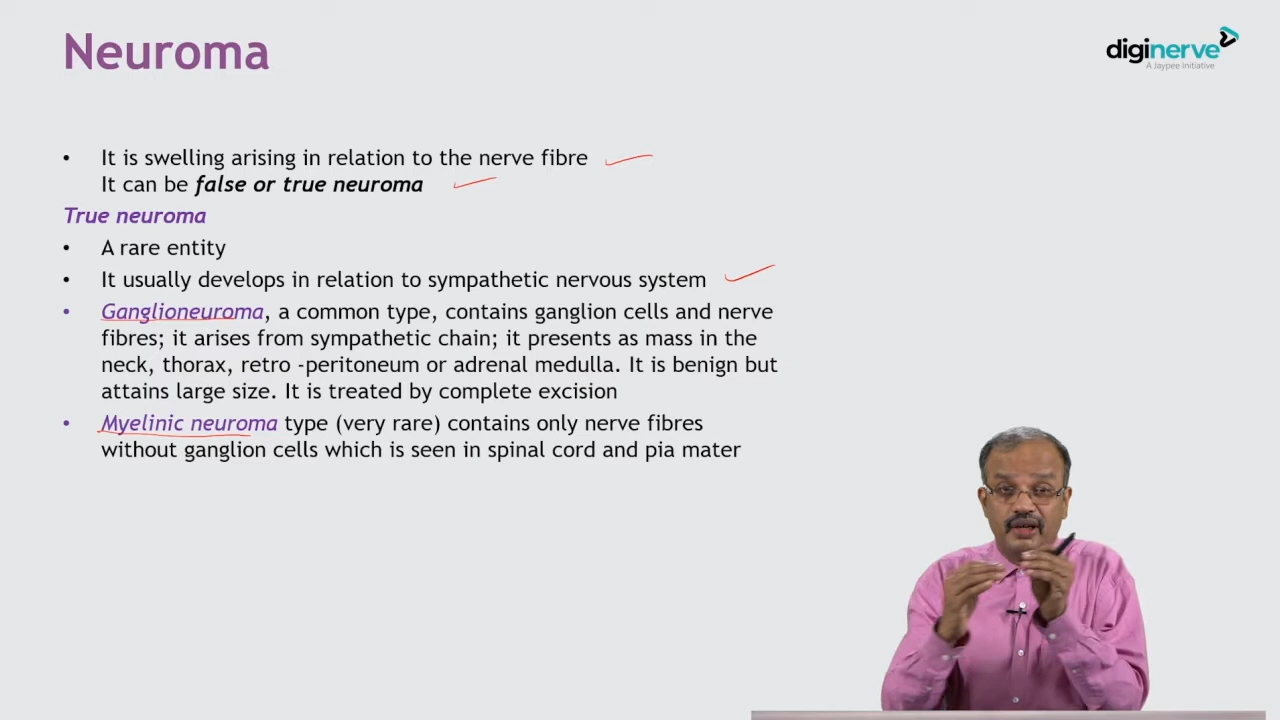 Neuroma
diginerve
A Jaypee Initiative
• It is swelling arising in relation to the nerve fibre
It can be false or true neuroma
True neuroma
• A rare entity
• It usually develops in relation to sympathetic nervous system
• Ganglioneuroma, a common type, contains ganglion cells and nerve
fibres; it arises from sympathetic chain; it presents as mass in the
neck, thorax, retro -peritoneum or adrenal medulla. It is benign but
attains large size. It is treated by complete excision
• Myelinic neuroma type (very rare) contains only nerve fibres
without ganglion cells which is seen in spinal cord and pia mater